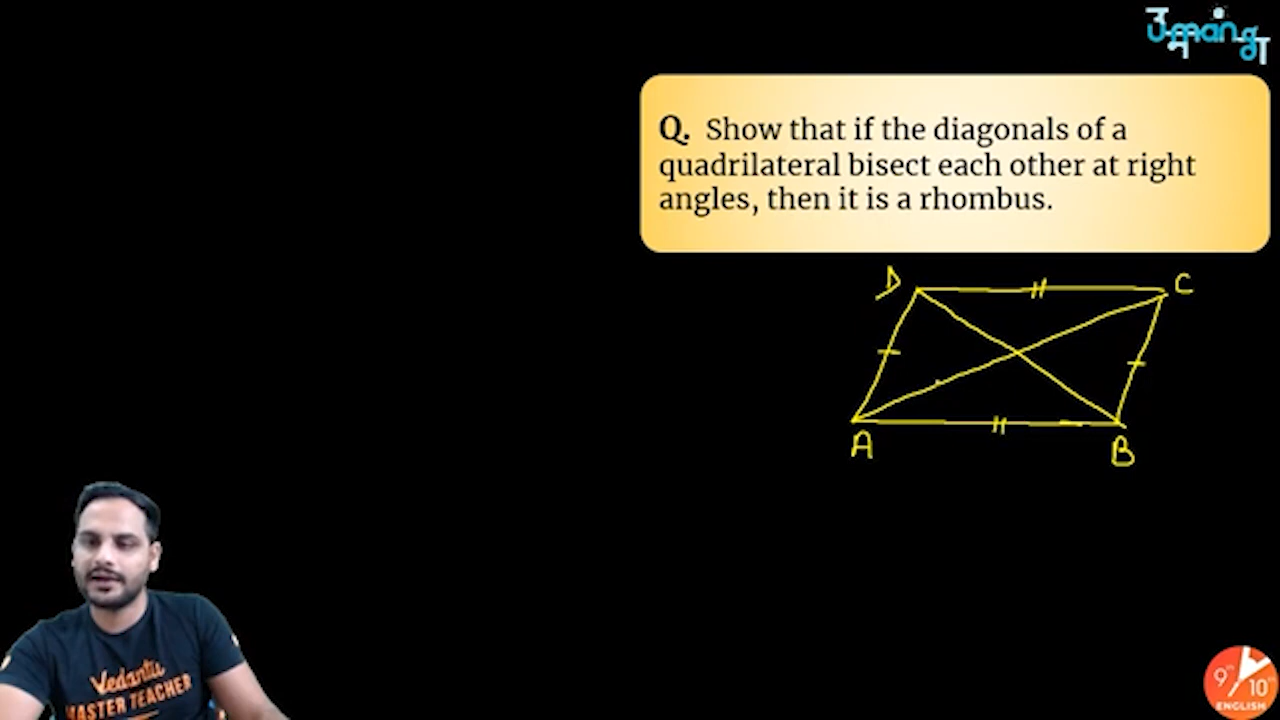 उमंग
Umang
Q. Show that if the diagonals of a
quadrilateral bisect each other at right
angles, then it is a rhombus.
D
C
A
B
Vedantu
MASTER TEACHER
9th
10th
ENGLISH